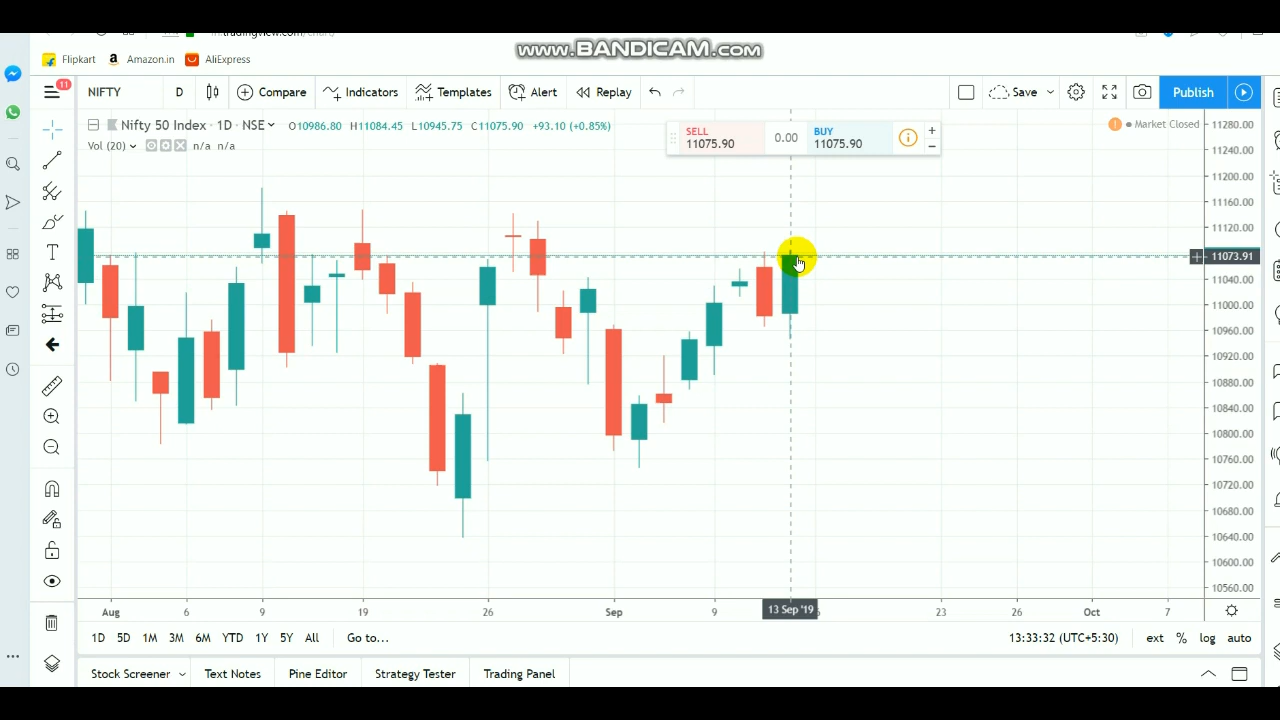 www.BANDICAM.com
Flipkart Amazon.in AliExpress
11 NIFTY D Compare Indicators Templates Alert Replay Save Publish
Nifty 50 Index · 1D · NSE O10986.80 H11084.45 L10945.75 C11075.90 +93.10 (+0.85%)
Vol (20) n/a n/a
SELL 11075.90
0.00
BUY 11075.90
+
−
! Market Closed
11280.00
11240.00
11200.00
11160.00
11120.00
11073.91
11040.00
11000.00
10960.00
10920.00
10880.00
10840.00
10800.00
10760.00
10720.00
10680.00
10640.00
10600.00
10560.00
Aug 6 9 19 26 Sep 9 13 Sep '19 23 26 Oct 7
1D 5D 1M 3M 6M YTD 1Y 5Y All Go to... 13:33:32 (UTC+5:30) ext % log auto
Stock Screener Text Notes Pine Editor Strategy Tester Trading Panel